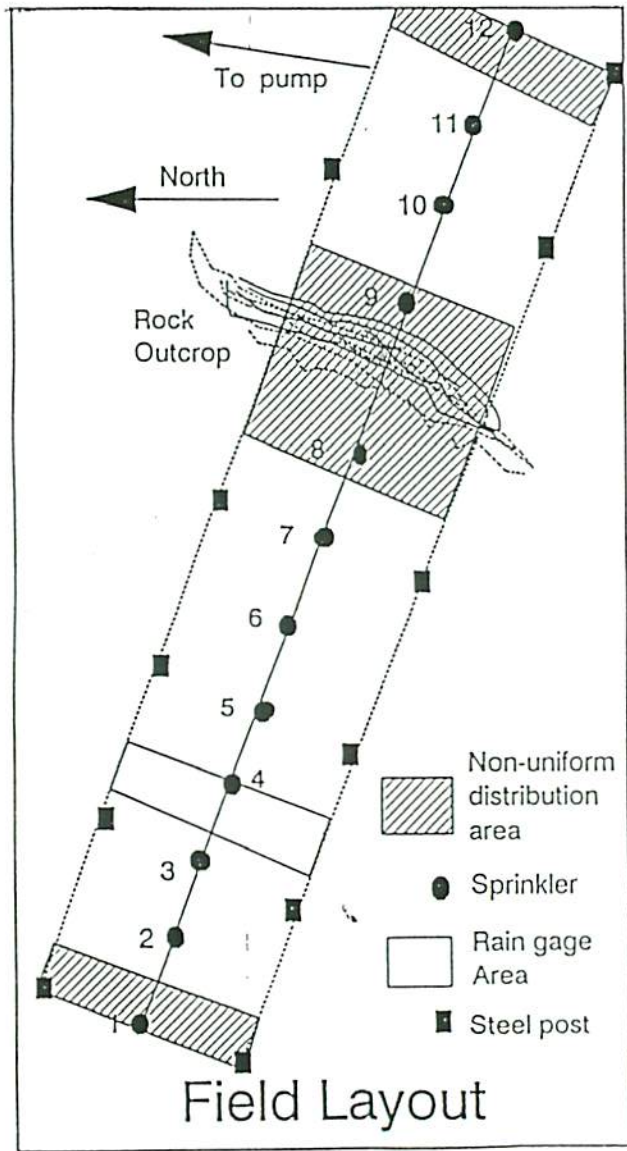 12
To pump
11
North
10
9
Rock
Outcrop
8
7
6
5
4
Non-uniform
distribution
area
3
Sprinkler
2
Rain gage
Area
1
Steel post
Field Layout